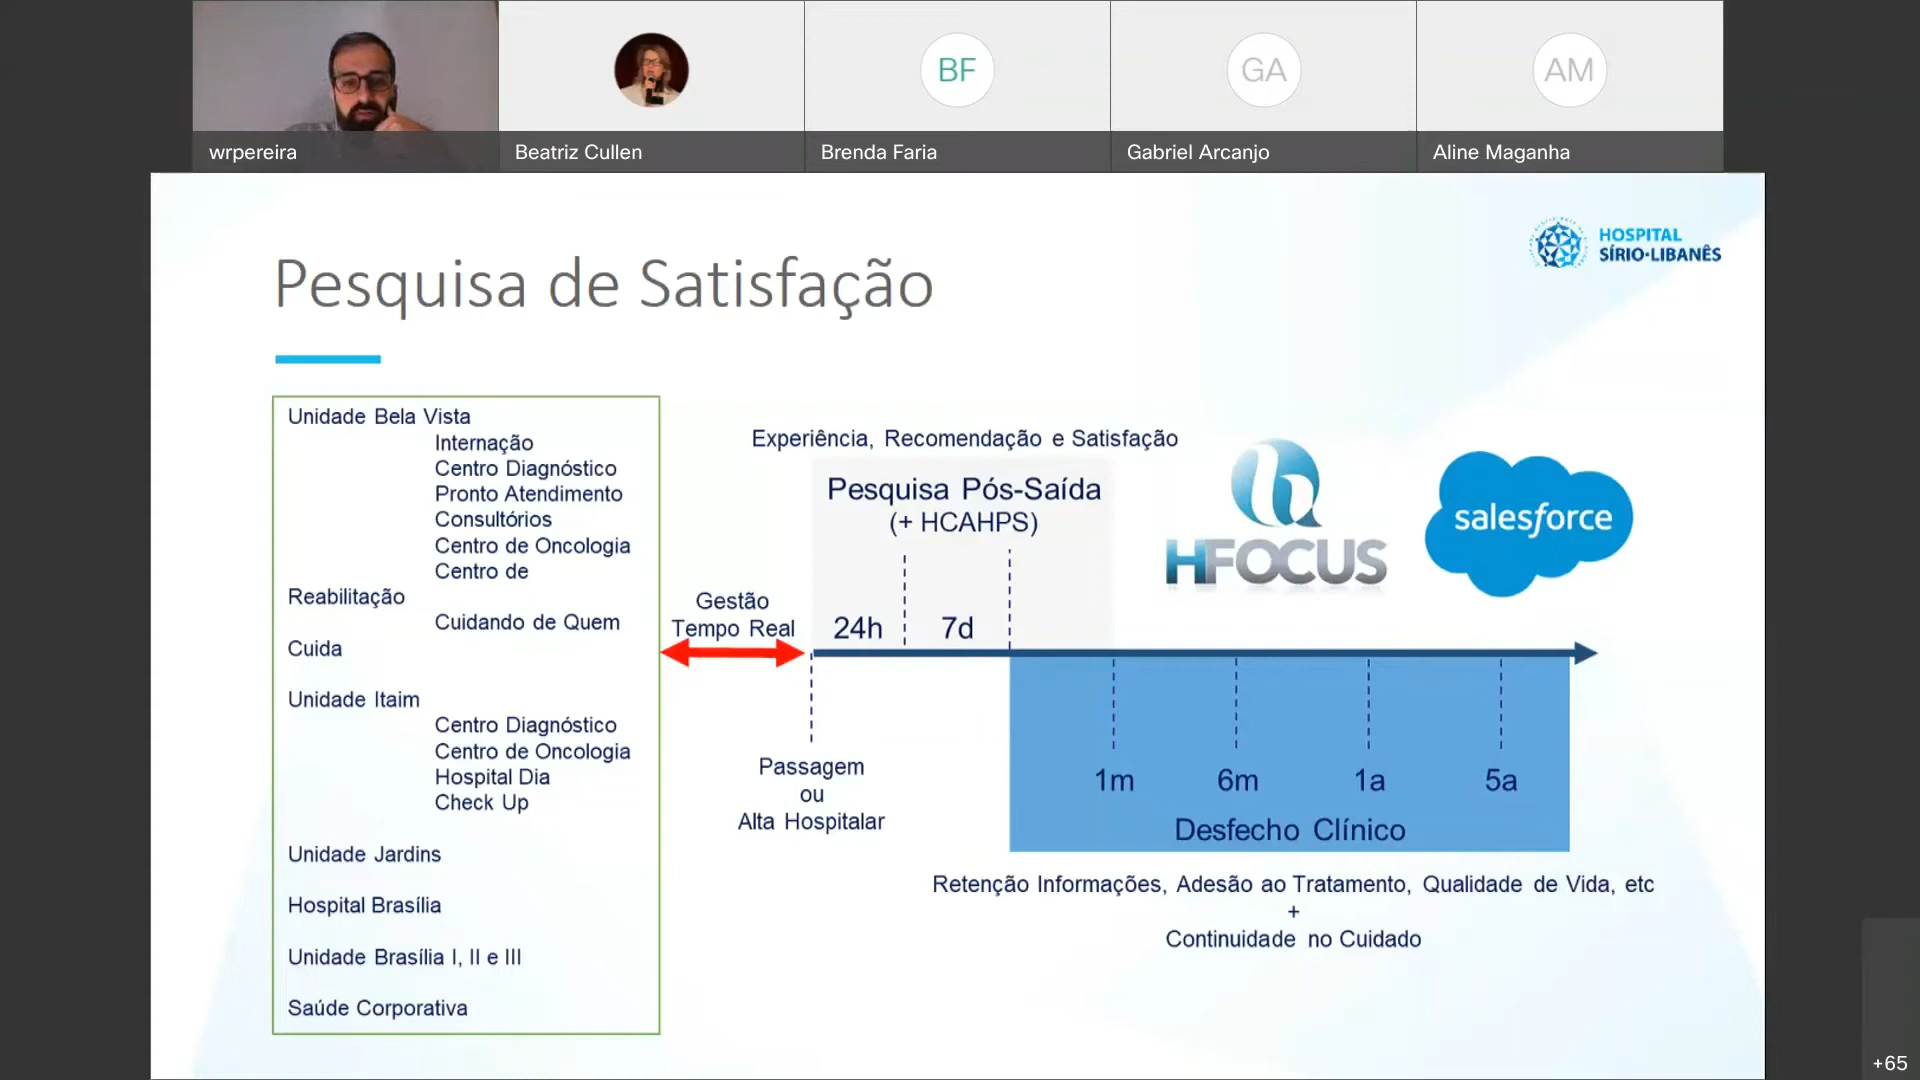 BF
GA
AM
wrpereira
Beatriz Cullen
Brenda Faria
Gabriel Arcanjo
Aline Maganha
HOSPITAL
SÍRIO-LIBANÊS
Pesquisa de Satisfação
Unidade Bela Vista
Internação
Centro Diagnóstico
Pronto Atendimento
Consultórios
Centro de Oncologia
Centro de
Reabilitação
Cuidando de Quem
Cuida
Unidade Itaim
Centro Diagnóstico
Centro de Oncologia
Hospital Dia
Check Up
Unidade Jardins
Hospital Brasília
Unidade Brasília I, II e III
Saúde Corporativa
Gestão
Tempo Real
Experiência, Recomendação e Satisfação
Pesquisa Pós-Saída
(+ HCAHPS)
24h
7d
HFOCUS
salesforce
Passagem
ou
Alta Hospitalar
1m
6m
1a
5a
Desfecho Clínico
Retenção Informações, Adesão ao Tratamento, Qualidade de Vida, etc
+
Continuidade no Cuidado
+65